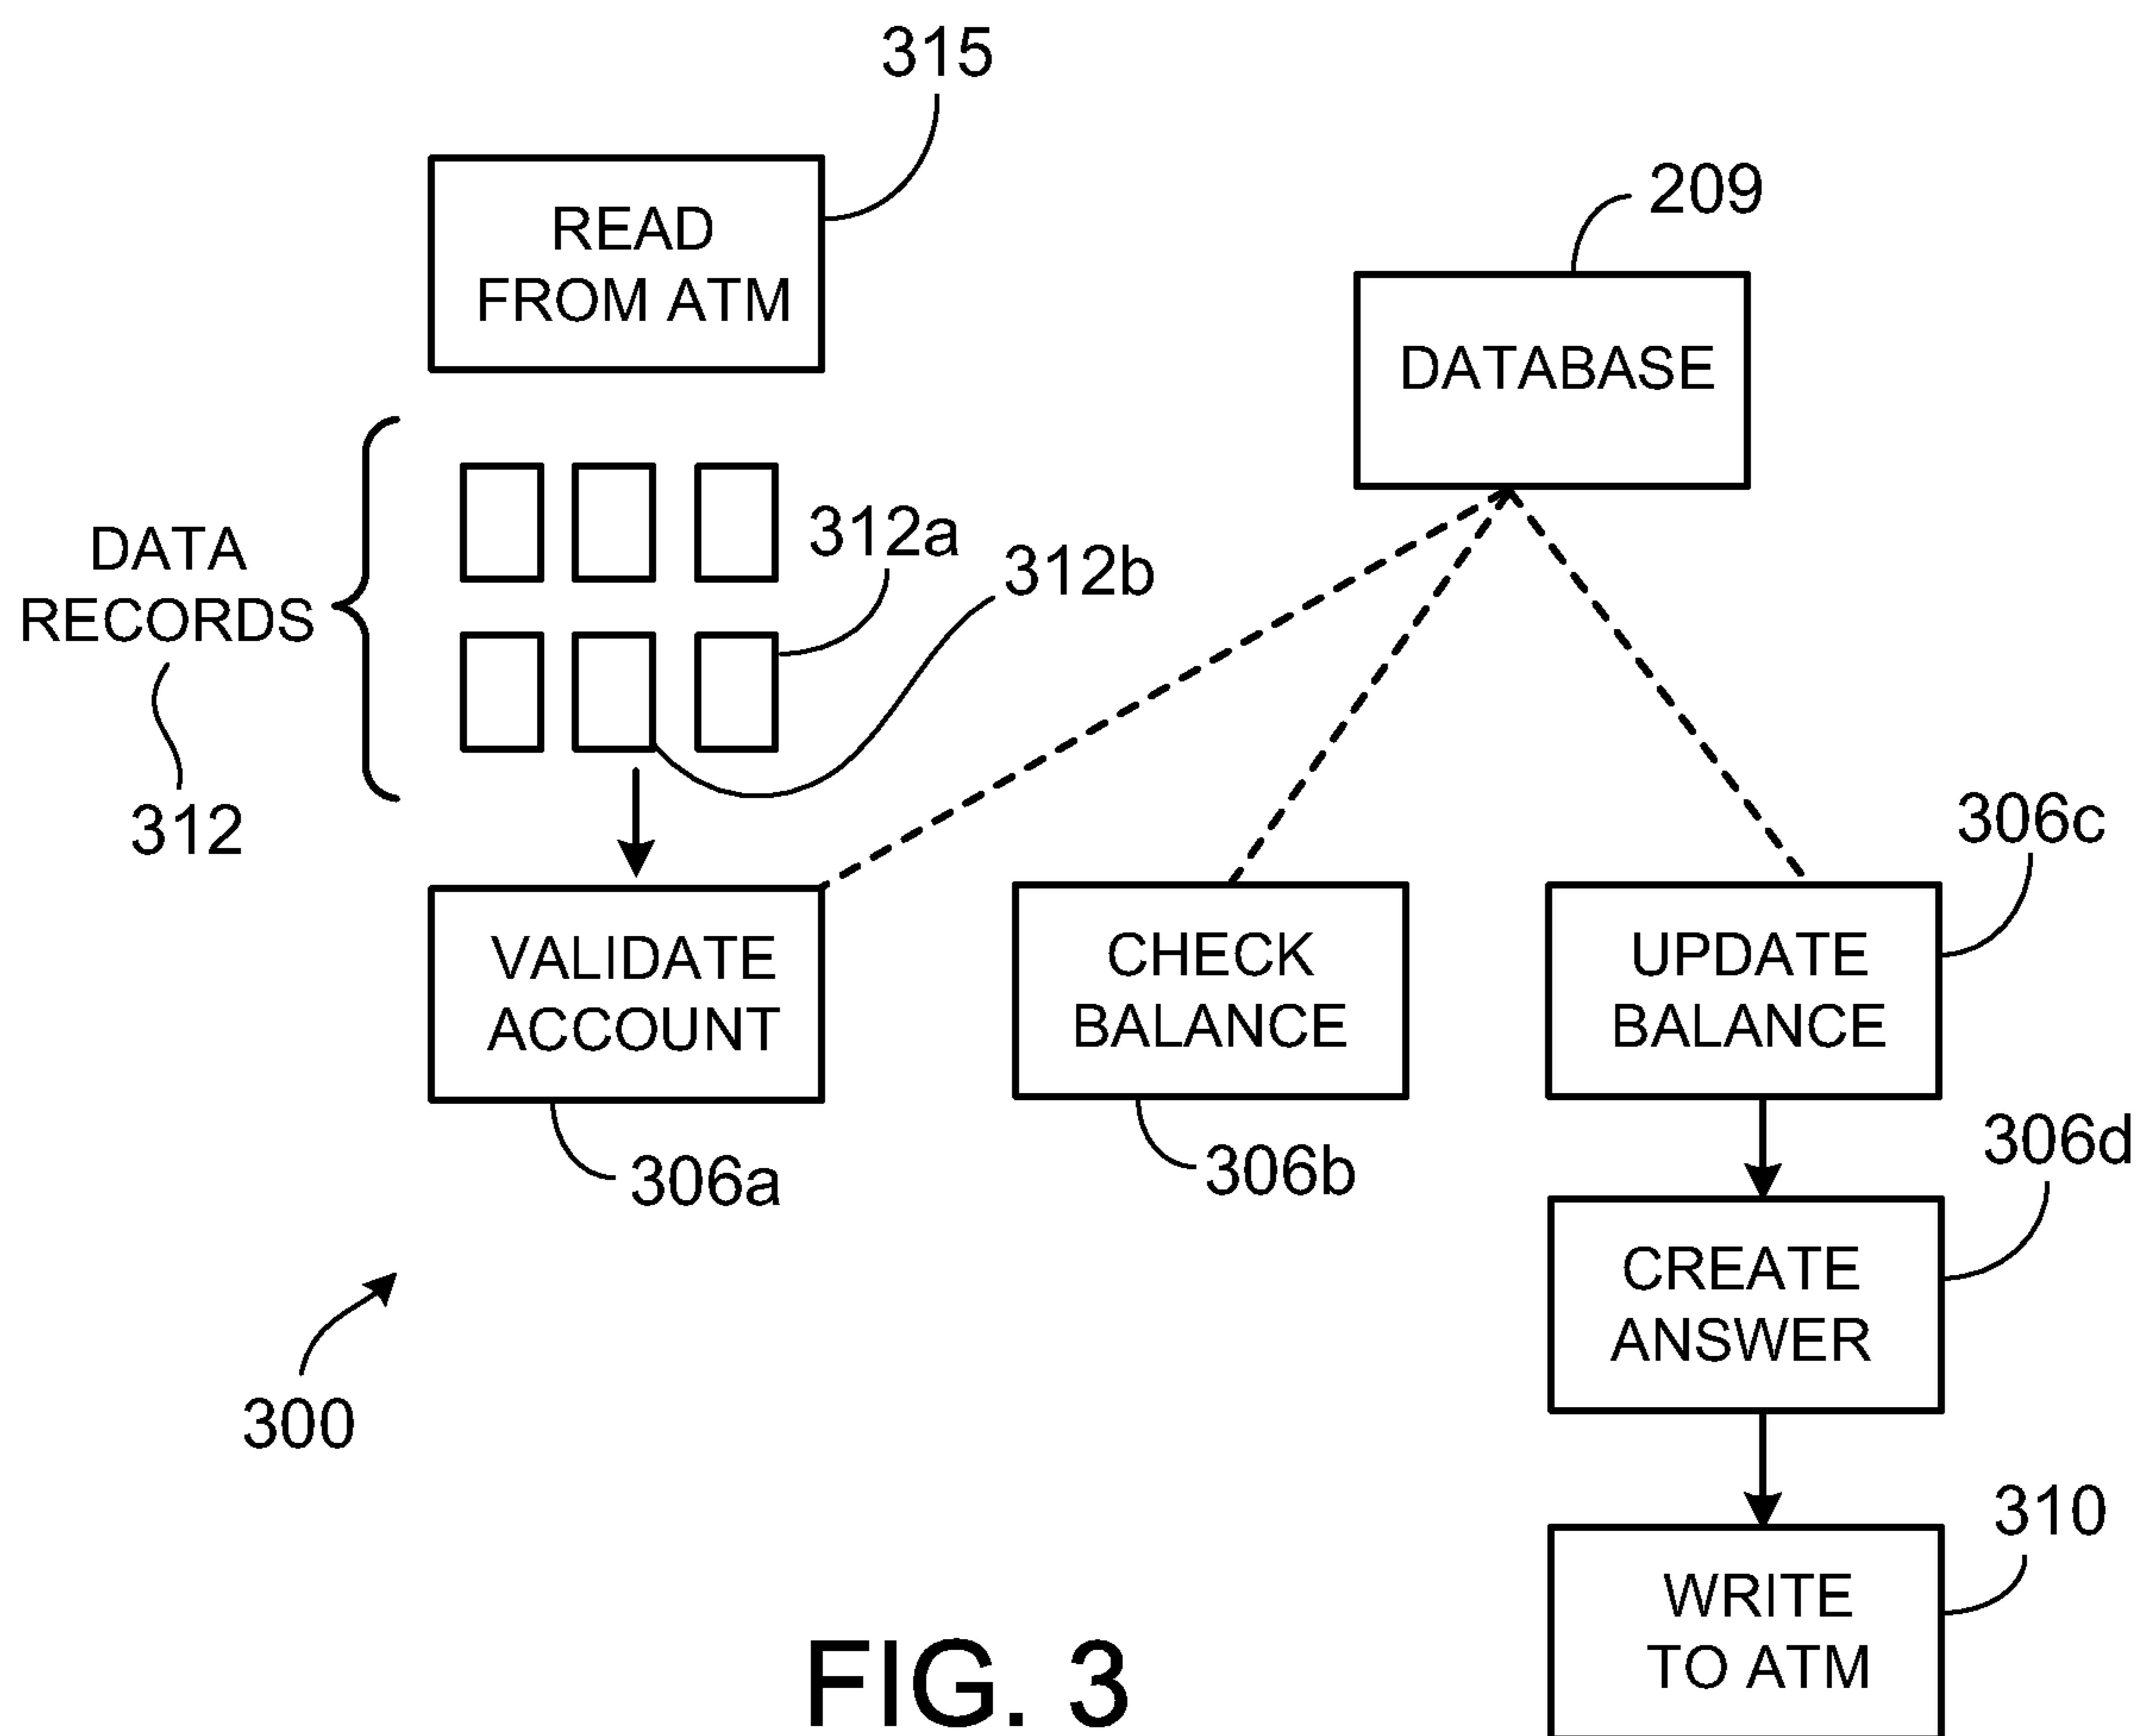 315
READ
FROM ATM
209
DATABASE
DATA
RECORDS
312
312a
312b
VALIDATE
ACCOUNT
306a
CHECK
BALANCE
306b
UPDATE
BALANCE
306c
CREATE
ANSWER
306d
WRITE
TO ATM
310
300
FIG. 3